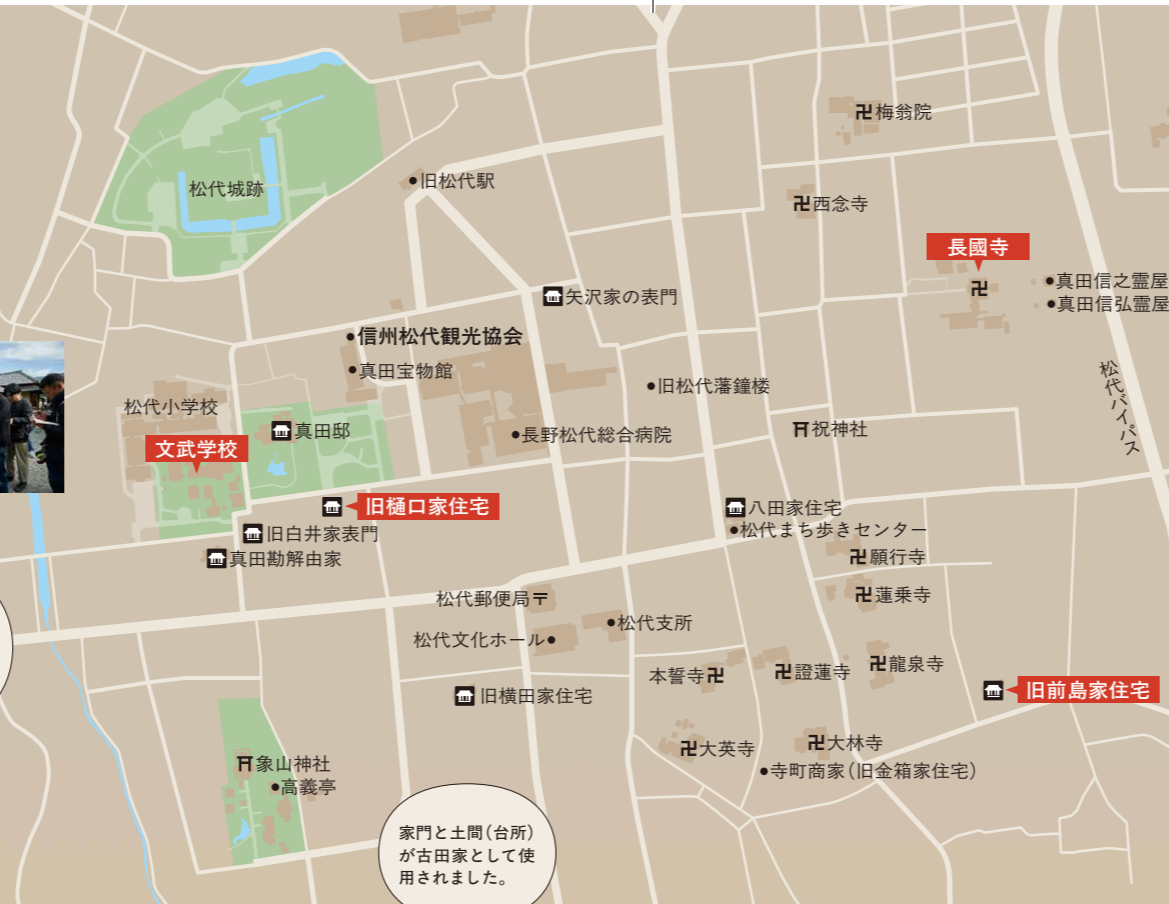 卍梅翁院
松代城跡
旧松代駅
卍西念寺
長國寺
卍
真田信之霊屋
真田信弘霊屋
矢沢家の表門
信州松代観光協会
真田宝物館
松代バイパス
旧松代藩鐘楼
松代小学校
真田邸
祝神社
長野松代総合病院
文武学校
旧樋口家住宅
八田家住宅
松代まち歩きセンター
旧白井家表門
真田勘解由家
卍願行寺
松代郵便局〒
卍蓮乗寺
松代支所
松代文化ホール
本誓寺卍
卍證蓮寺
卍龍泉寺
旧前島家住宅
旧横田家住宅
卍大英寺
卍大林寺
寺町商家(旧金箱家住宅)
象山神社
高義亭
家門と土間(台所)
が古田家として使
用されました。